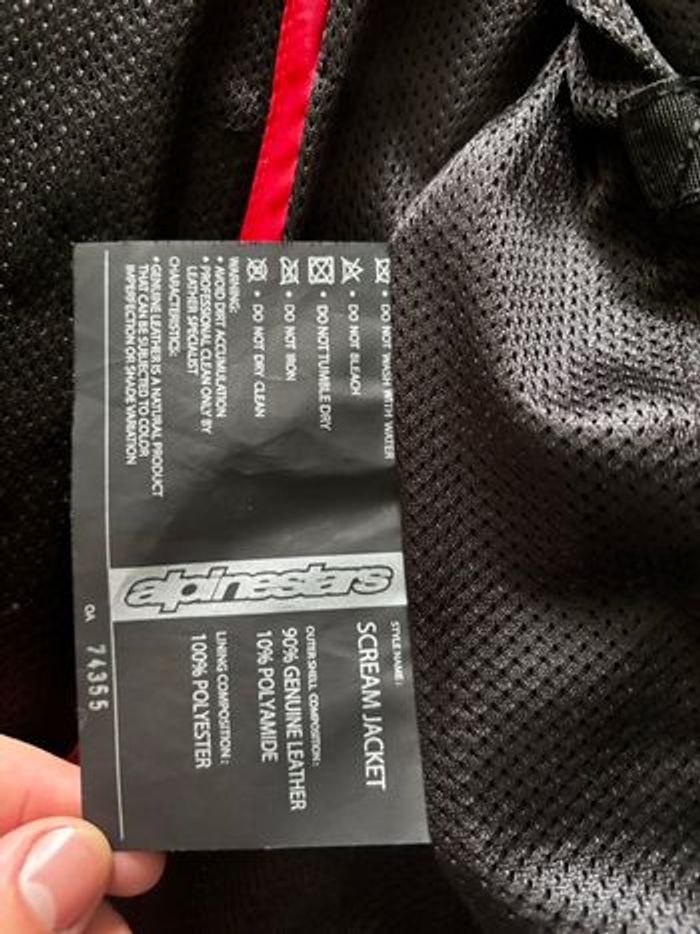 • DO NOT WASH WITH WATER
• DO NOT BLEACH
• DO NOT TUMBLE DRY
• DO NOT IRON
• DO NOT DRY CLEAN
WARNING:
• AVOID DIRT ACCUMULATION
• PROFESSIONAL CLEAN ONLY BY
LEATHER SPECIALIST
CHARACTERISTICS:
• GENUINE LEATHER IS A NATURAL PRODUCT
THAT CAN BE SUBJECTED TO COLOR
IMPERFECTION OR SHADE VARIATION
alpinestars
STYLE NAME:
SCREAM JACKET
OUTER SHELL COMPOSITION:
90% GENUINE LEATHER
10% POLYAMIDE
LINING COMPOSITION:
100% POLYESTER
QA 74355